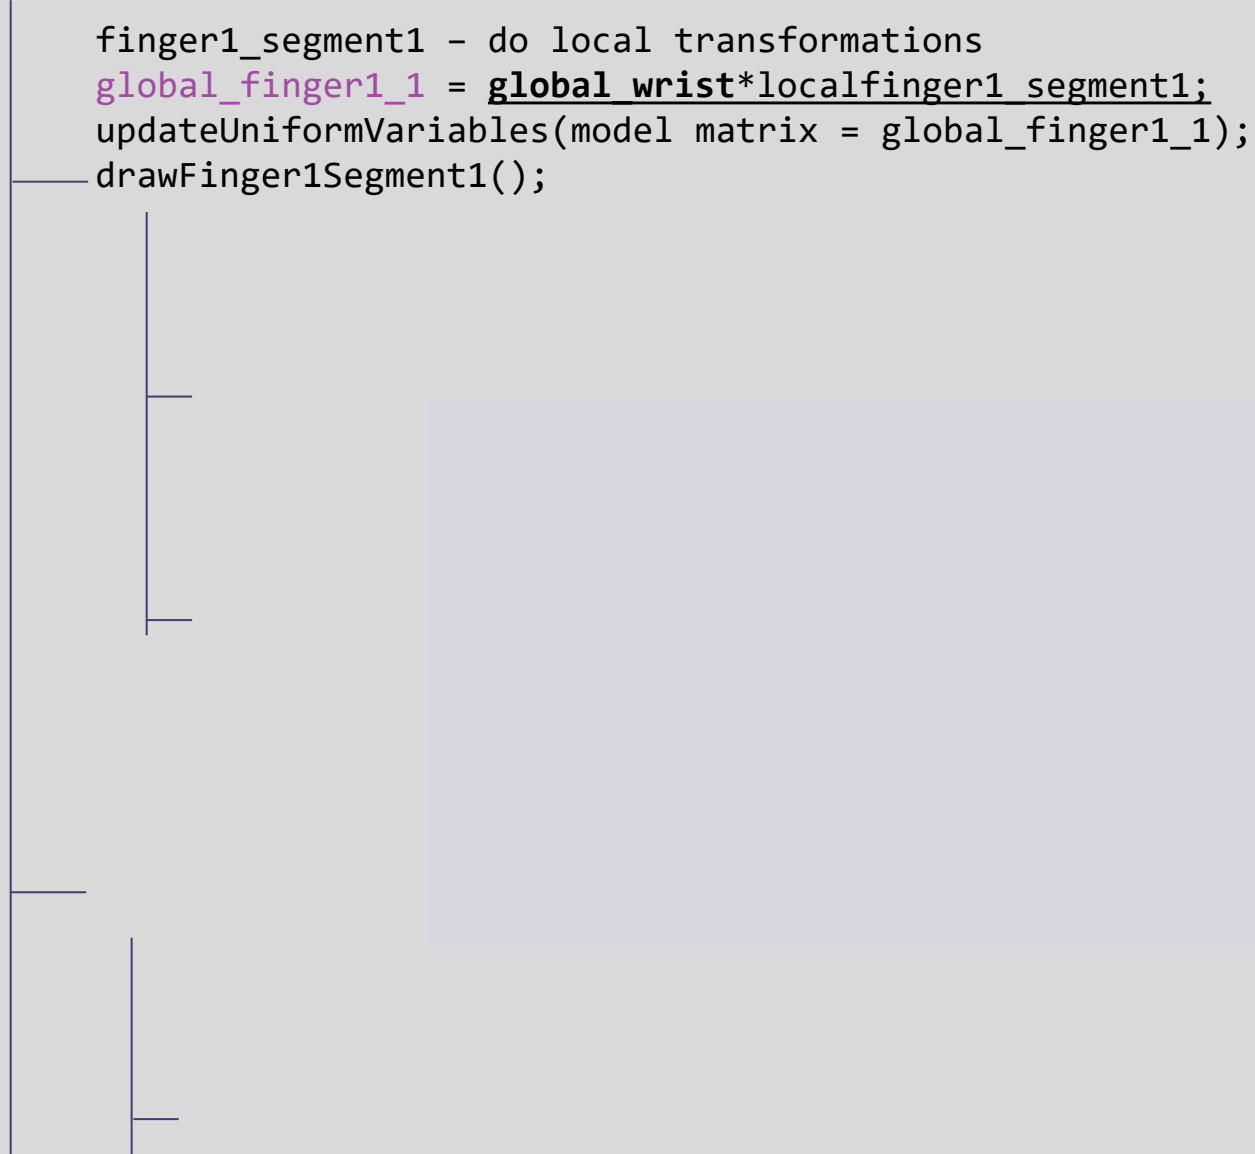 finger1_segment1 – do local transformations
global_finger1_1 = global_wrist*localfinger1_segment1;
updateUniformVariables(model matrix = global_finger1_1);
drawFinger1Segment1();